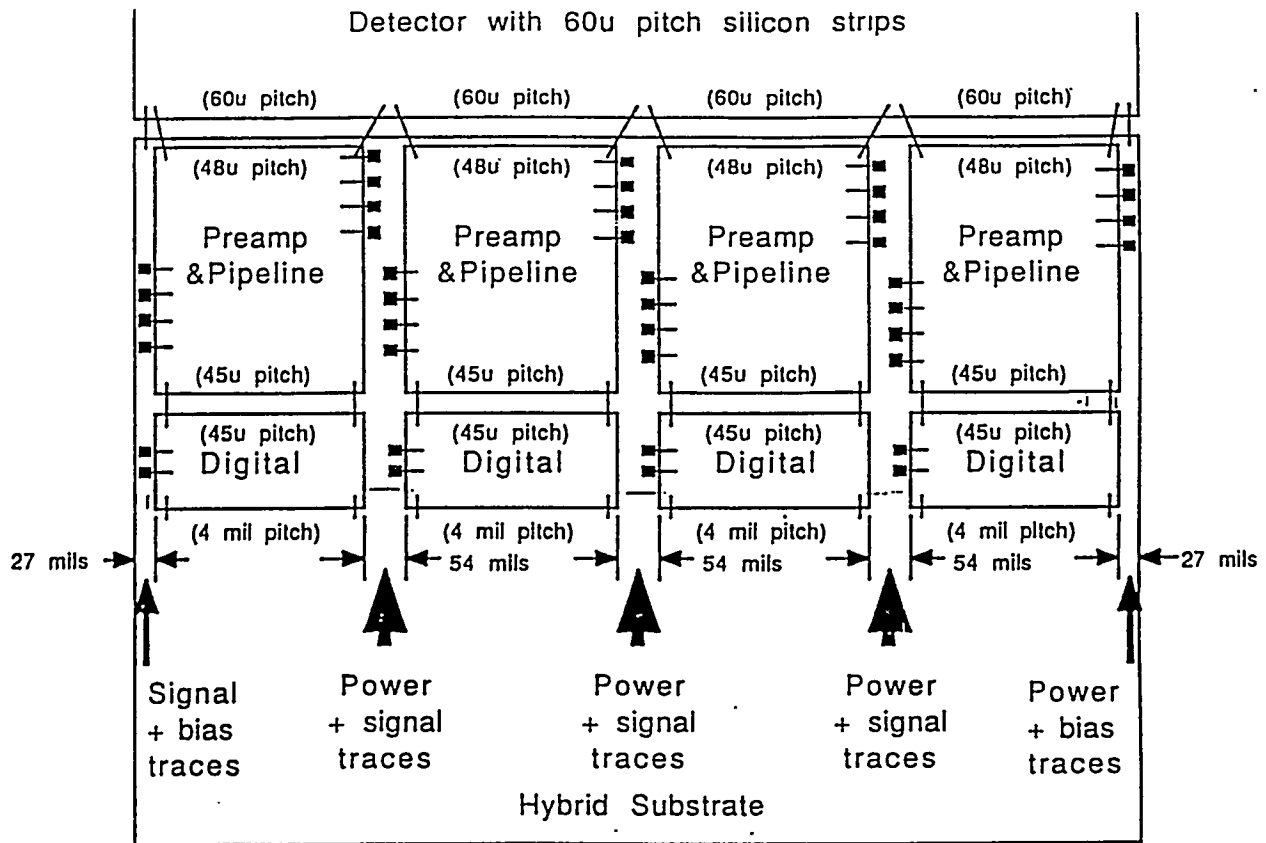 Detector with 60u pitch silicon strips
(60u pitch) (60u pitch) (60u pitch) (60u pitch)
(48u pitch) (48u pitch) (48u pitch) (48u pitch)
Preamp Preamp Preamp Preamp
&Pipeline &Pipeline &Pipeline &Pipeline
(45u pitch) (45u pitch) (45u pitch) (45u pitch)
(45u pitch) (45u pitch) (45u pitch) (45u pitch)
Digital Digital Digital Digital
(4 mil pitch) (4 mil pitch) (4 mil pitch) (4 mil pitch)
27 mils 54 mils 54 mils 54 mils 27 mils
Signal
+ bias
traces
Power
+ signal
traces
Power
+ signal
traces
Power
+ signal
traces
Power
+ bias
traces
Hybrid Substrate